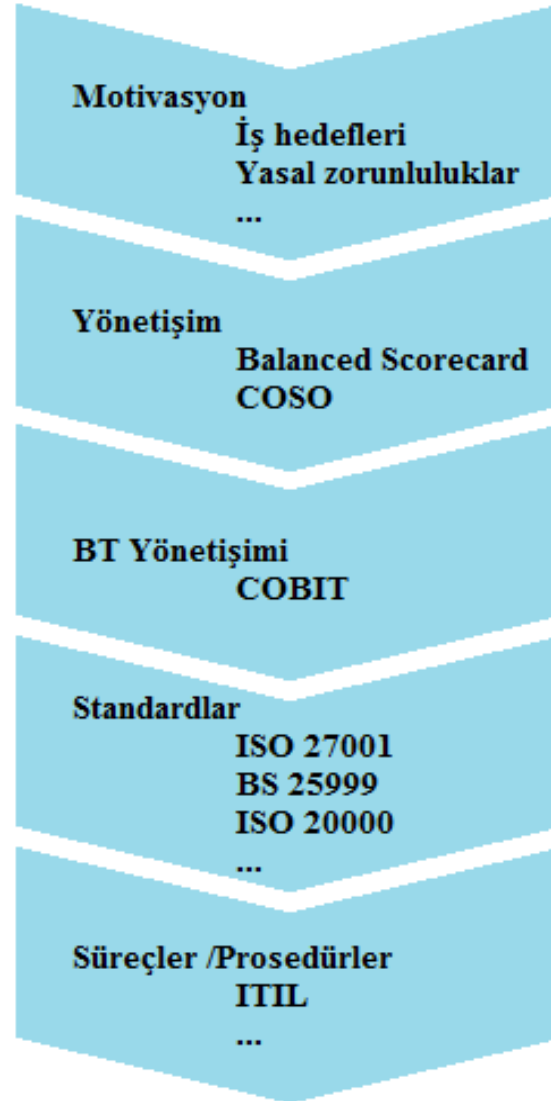 Motivasyon
İş hedefleri
Yasal zorunluluklar
...
Yönetişim
Balanced Scorecard
COSO
BT Yönetişimi
COBIT
Standardlar
ISO 27001
BS 25999
ISO 20000
...
Süreçler /Prosedürler
ITIL
...